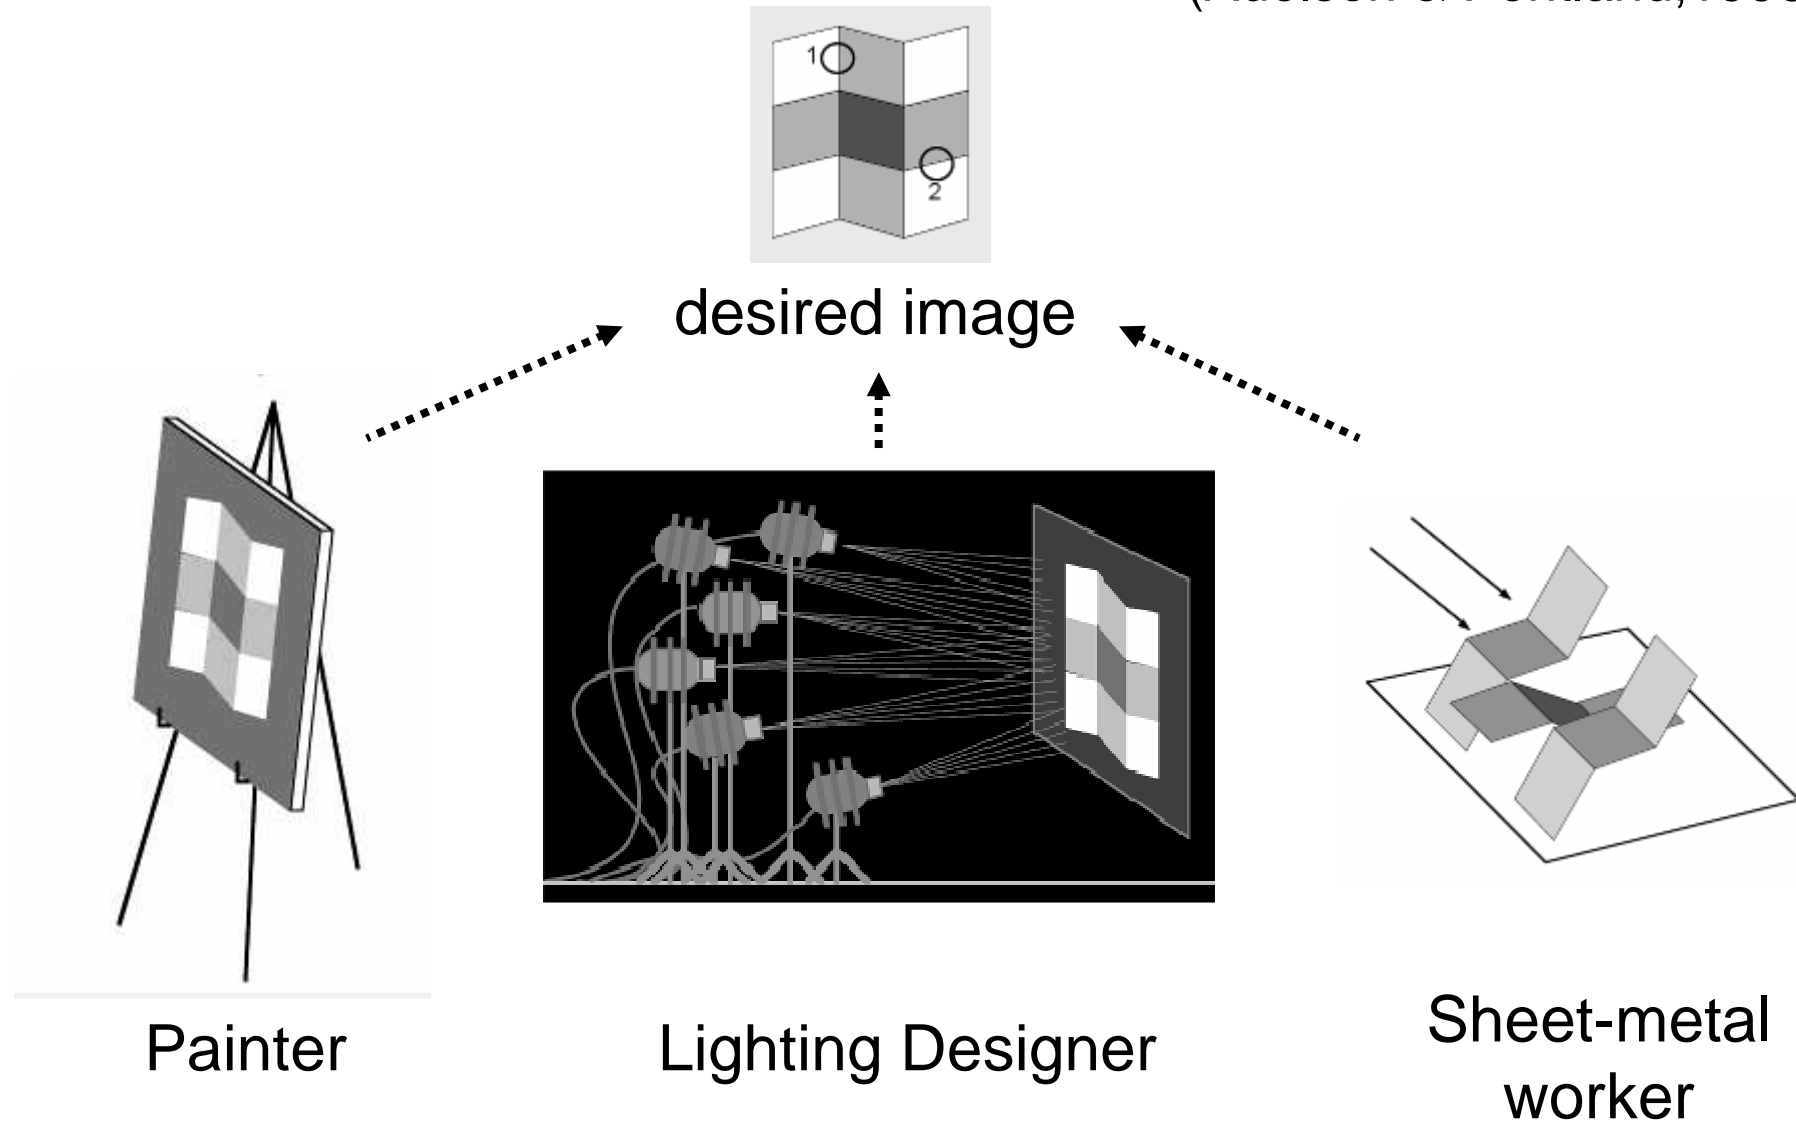 1
2
desired image
Painter
Lighting Designer
Sheet-metal
worker